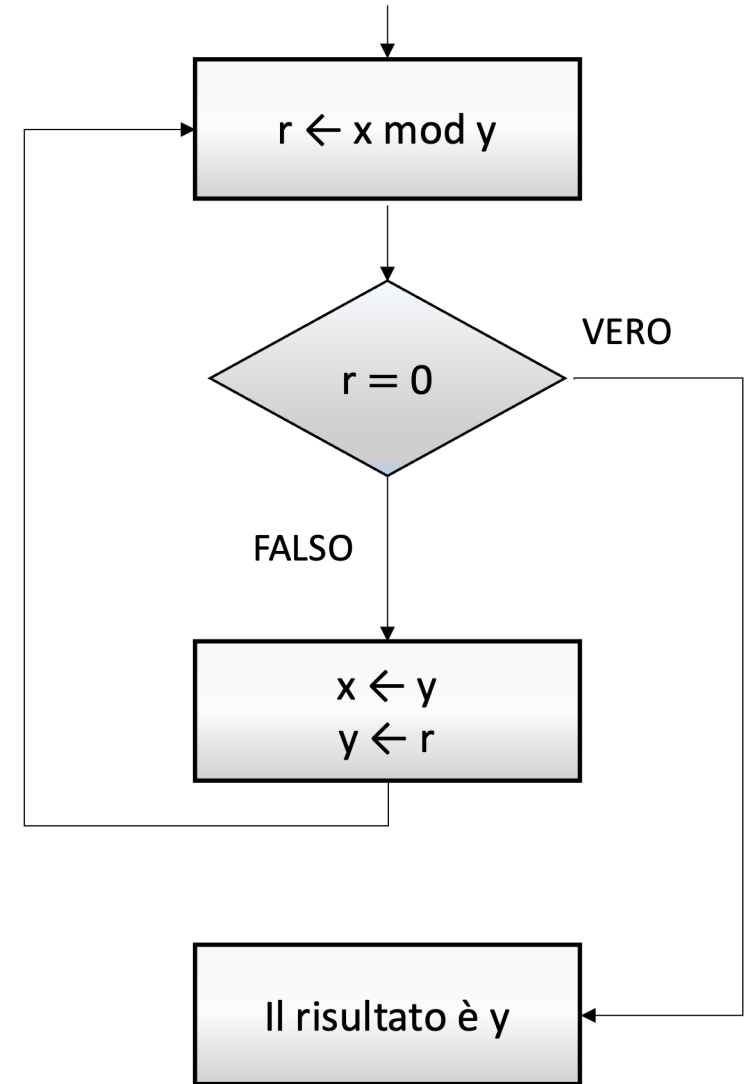 r ← x mod y
VERO
r = 0
FALSO
x ← y
y ← r
Il risultato è y